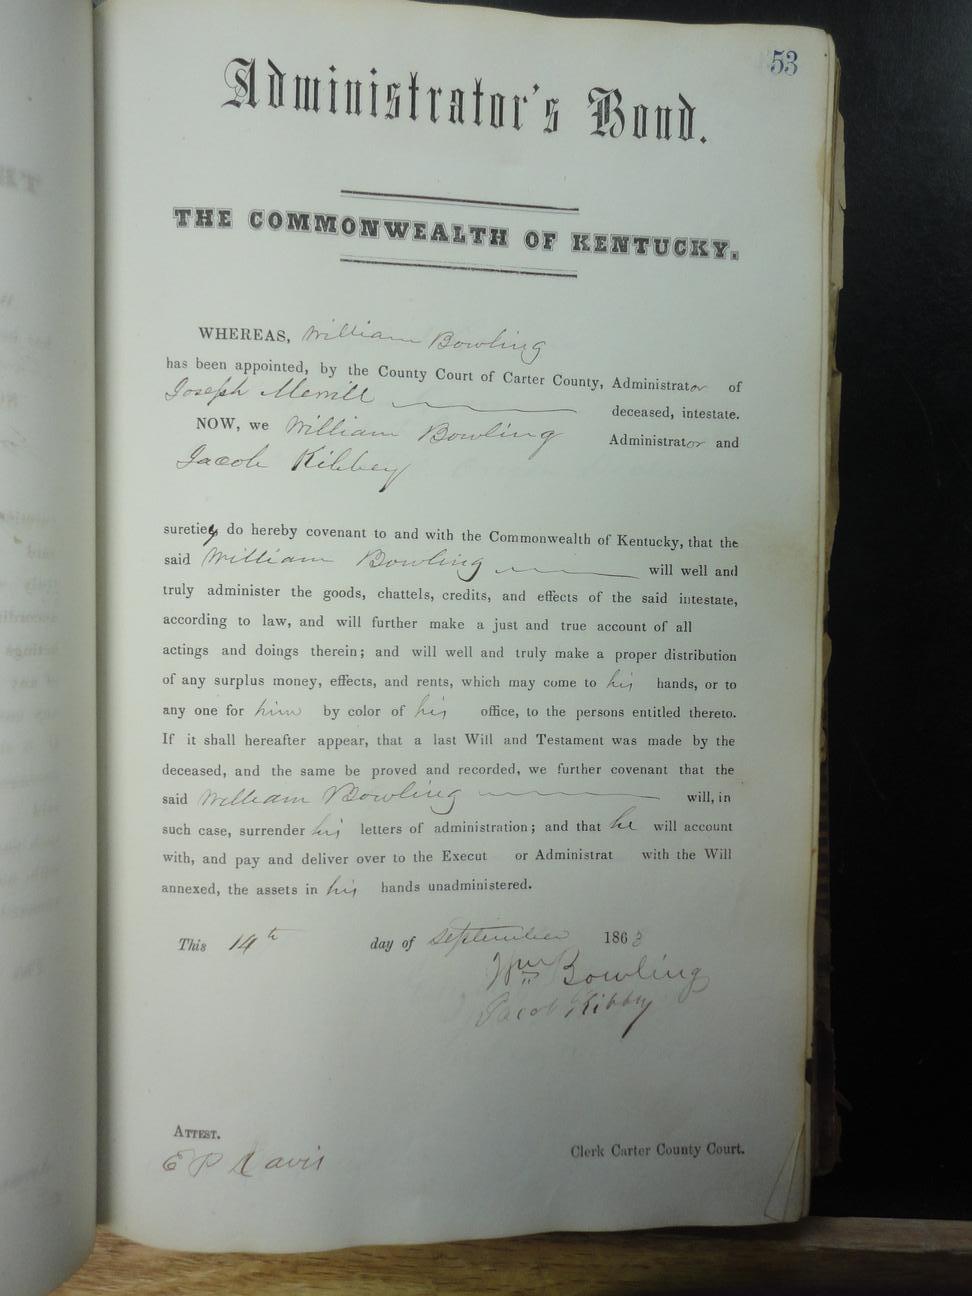 53
Administrator's Bond.
THE COMMONWEALTH OF KENTUCKY.
WHEREAS, William Bowling
has been appointed, by the County Court of Carter County, Administrator of
Joseph Merrill deceased, intestate.
NOW, we William Bowling Administrator and
Jacob Kibbey
surety do hereby covenant to and with the Commonwealth of Kentucky, that the
said William Bowling will well and
truly administer the goods, chattels, credits, and effects of the said intestate,
according to law, and will further make a just and true account of all
actings and doings therein; and will well and truly make a proper distribution
of any surplus money, effects, and rents, which may come to his hands, or to
any one for him by color of his office, to the persons entitled thereto.
If it shall hereafter appear, that a last Will and Testament was made by the
deceased, and the same be proved and recorded, we further covenant that the
said William Bowling will, in
such case, surrender his letters of administration; and that he will account
with, and pay and deliver over to the Execut or Administrat with the Will
annexed, the assets in his hands unadministered.
This 14th day of September 1863
Wm Bowling
Jacob Kibby
ATTEST.
E P Davis Clerk Carter County Court.